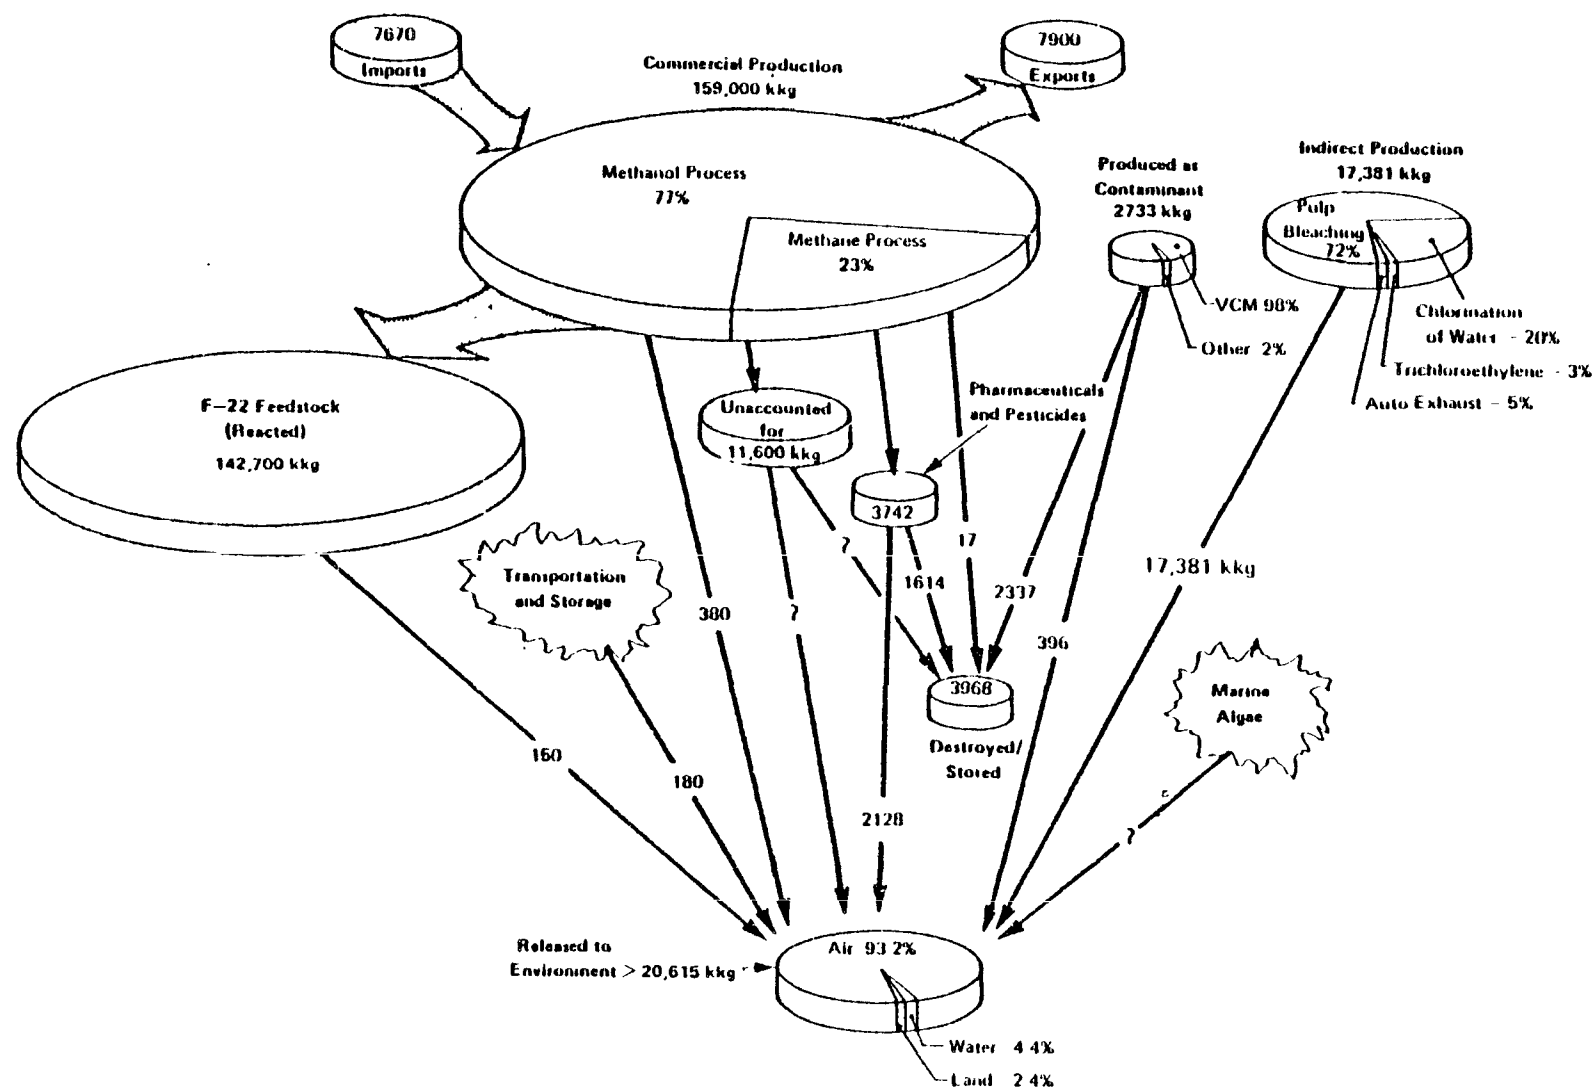 7670
Imports
Commercial Production
159,000 kkg
7900
Exports
Methanol Process
77%
Methane Process
23%
Produced as
Contaminant
2733 kkg
VCM 98%
Other 2%
Indirect Production
17,381 kkg
Pulp
Bleaching
72%
Chlorination
of Water - 20%
Trichloroethylene - 3%
Auto Exhaust - 5%
F-22 Feedstock
(Reacted)
142,700 kkg
Unaccounted
for
11,600 kkg
Pharmaceuticals
and Pesticides
3742
?
17
1614
2337
17,381 kkg
Transportation
and Storage
380
?
396
3968
Destroyed/
Stored
Marine
Algae
180
2128
?
Released to
Environment > 20,615 kkg
Air 93 2%
Water 4 4%
Land 2 4%